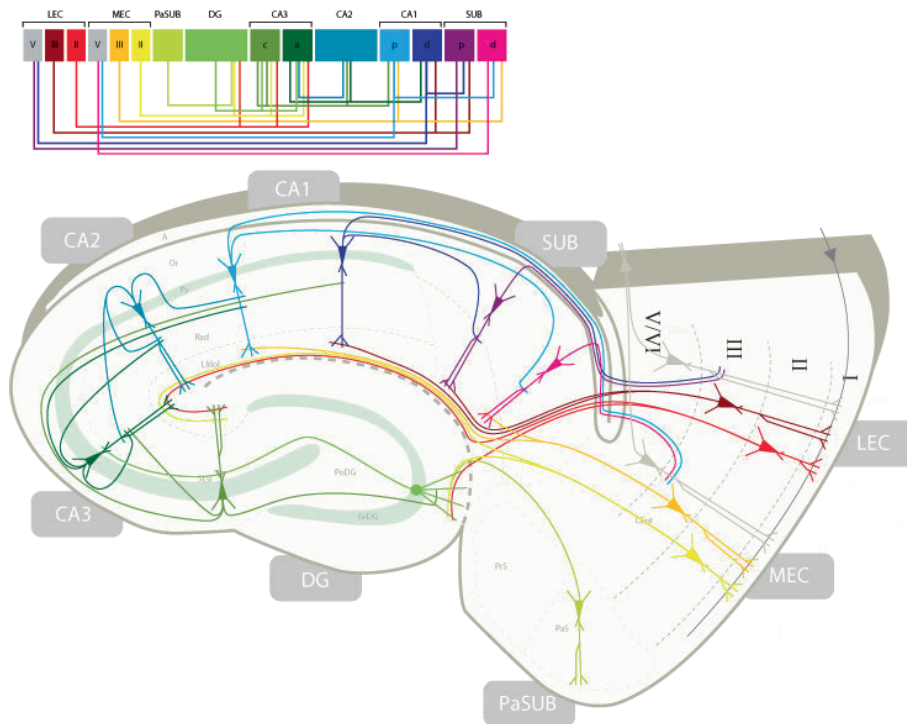 LEC MEC PaSUB DG CA3 CA2 CA1 SUB
V III II V III II c a p d p d
CA1
CA2
SUB
A
Or
Py
V/VI
Rad
III
II
LMol
I
LEC
PoDG
CA3
GrDG
CEnt
DG
PrS
MEC
PaS
PaSUB